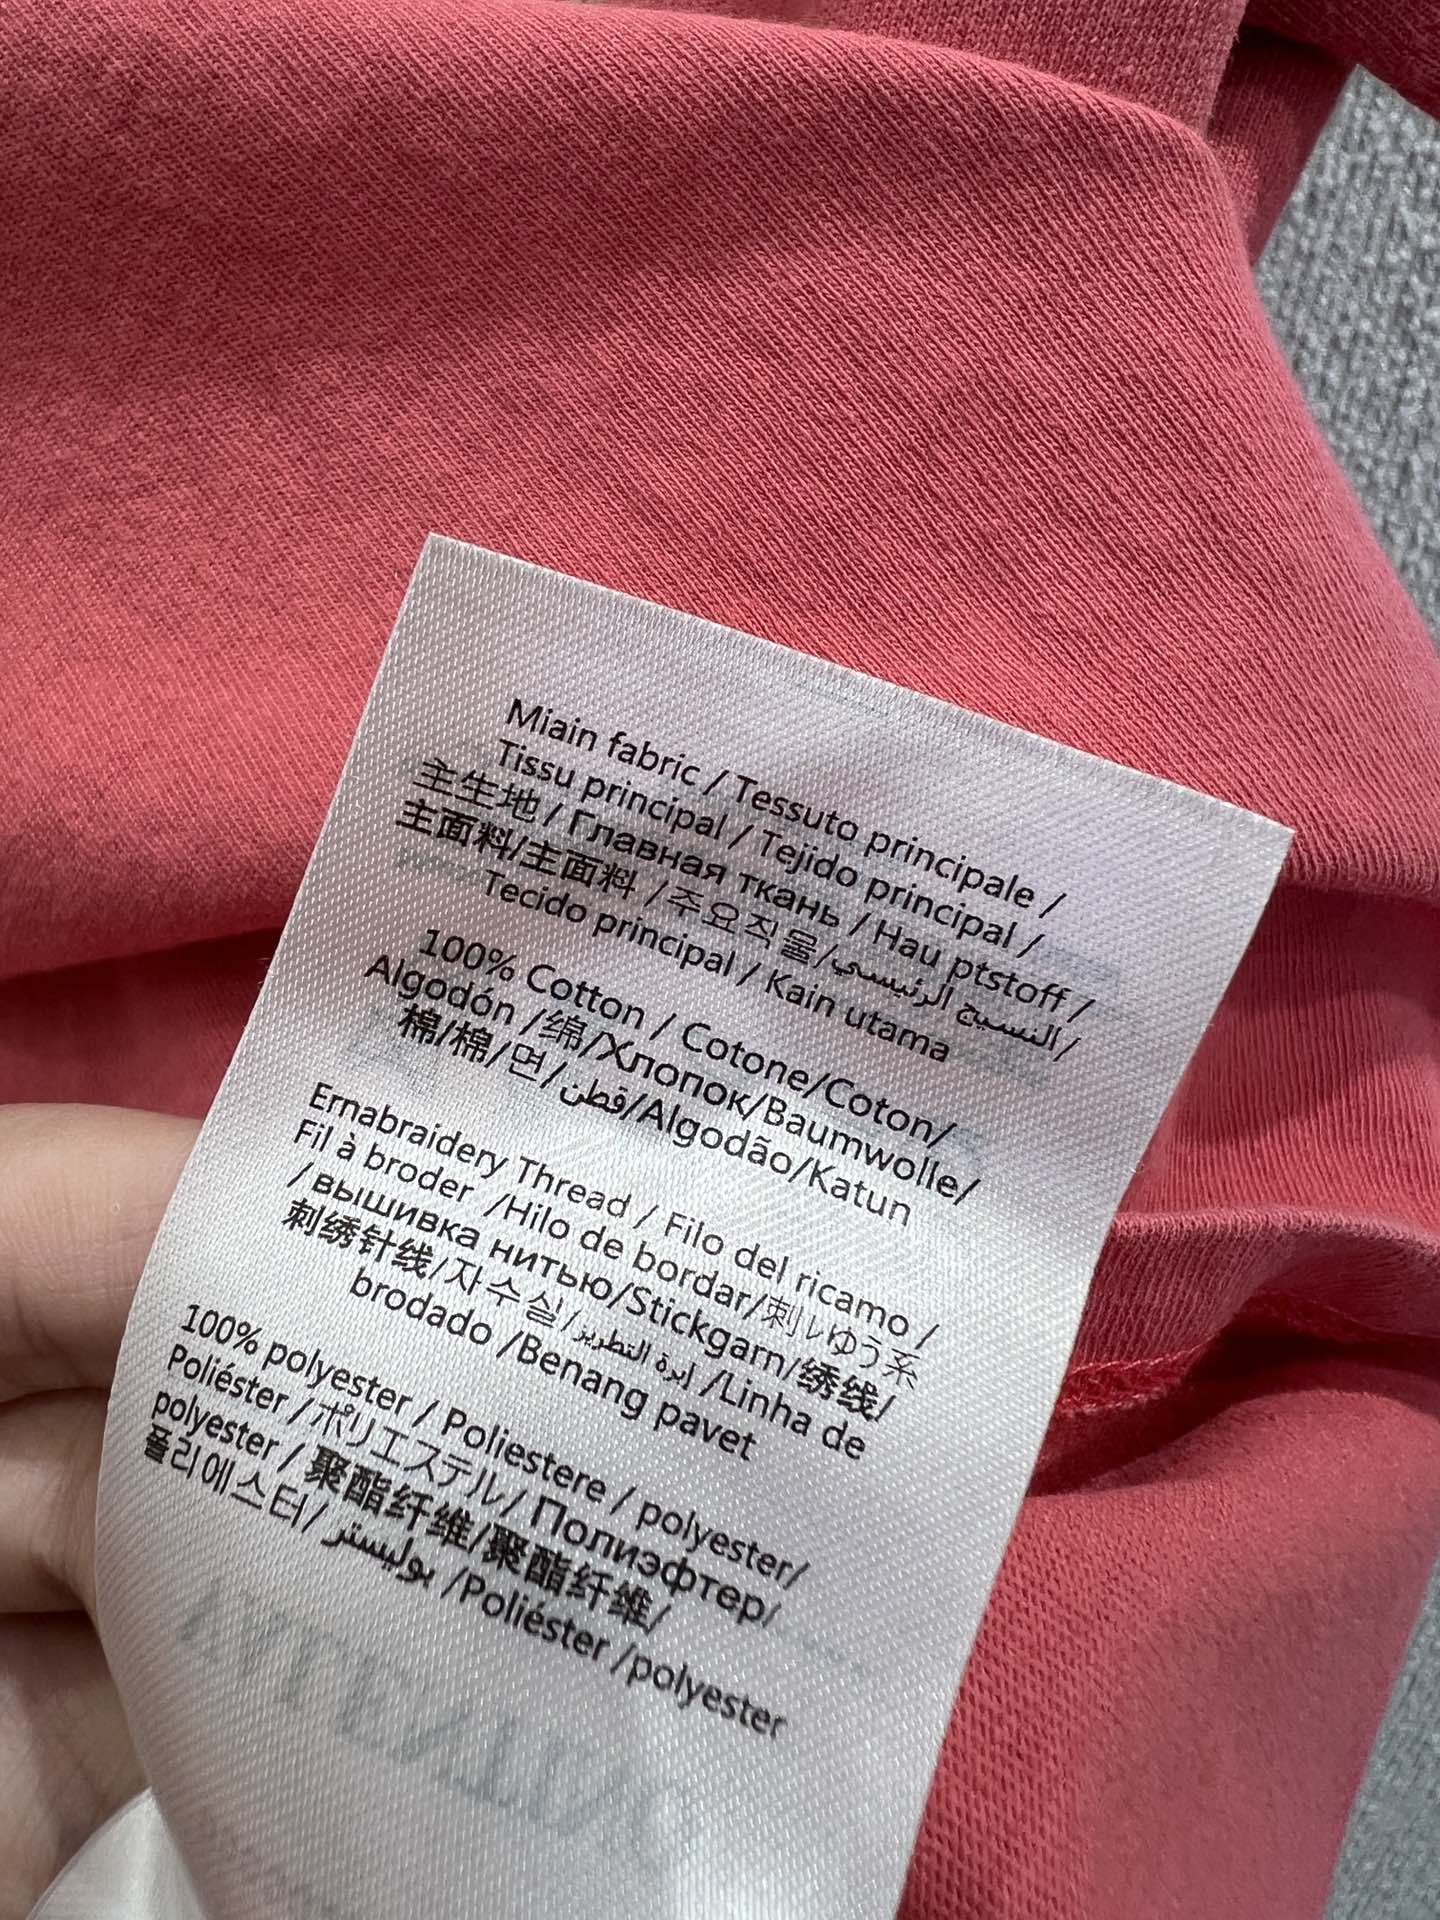 Miain fabric / Tessuto principale /
Tissu principal / Tejido principal /
主生地 / Главная ткань / Hau ptstoff /
主面料/主面料 /주요직물/النسيج الرئيسي/
Tecido principal / Kain utama
100% Cotton / Cotone/Coton/
Algodón /绵/Хлопок/Baumwolle/
棉/棉/면/قطن/Algodão/Katun
Ernabraidery Thread / Filo del ricamo /
Fil à broder /Hilo de bordar/刺しゆう系
/ вышивка нитью/Stickgarn/绣线/
刺绣针线/자수실/إبرة التطريز /Linha de
brodado /Benang pavet
100% polyester / Poliestere / polyester/
Poliéster /ポリエステル/ Полиэфтер/
polyester / 聚酯纤维/聚酯纤维/
폴리에스터/بوليستر /Poliéster /polyester